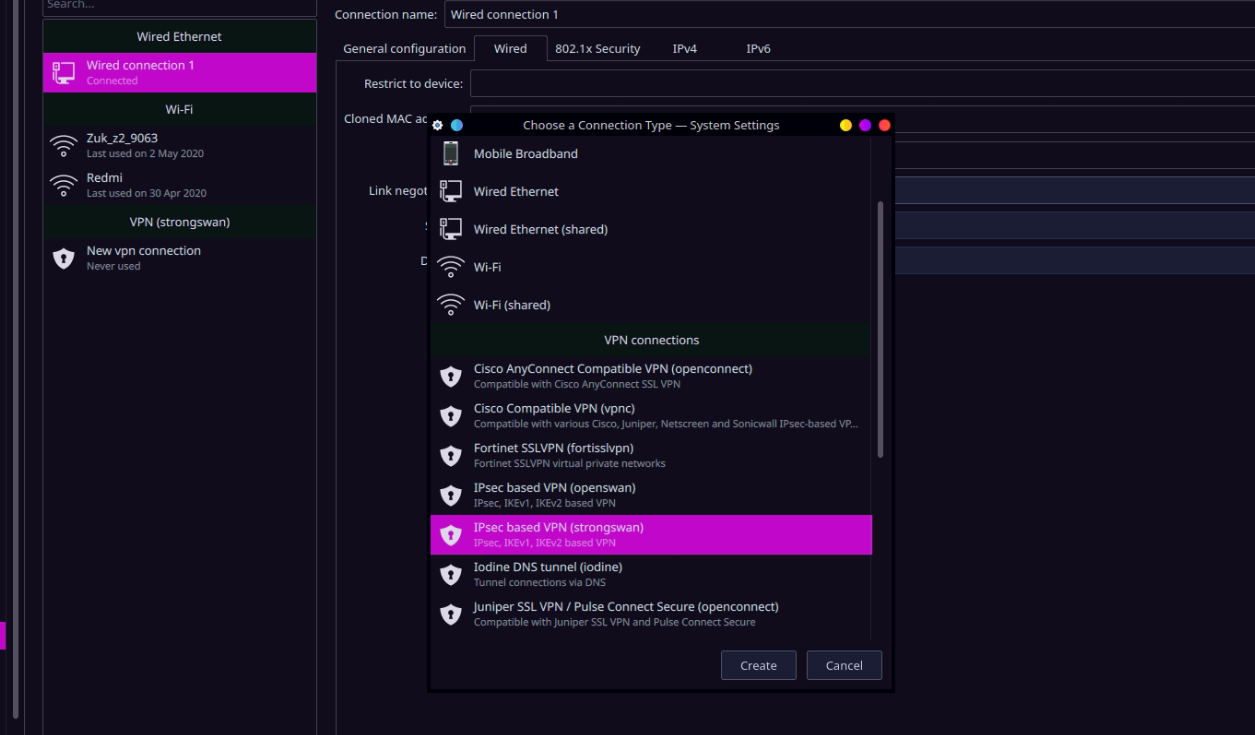 Search...
Wired Ethernet
Wired connection 1
Connected
Wi-Fi
Zuk_z2_9063
Last used on 2 May 2020
Redmi
Last used on 30 Apr 2020
VPN (strongswan)
New vpn connection
Never used
Connection name: Wired connection 1
General configuration Wired 802.1x Security IPv4 IPv6
Restrict to device:
Cloned MAC ad
Link negot
Choose a Connection Type — System Settings
Mobile Broadband
Wired Ethernet
Wired Ethernet (shared)
Wi-Fi
Wi-Fi (shared)
VPN connections
Cisco AnyConnect Compatible VPN (openconnect)
Compatible with Cisco AnyConnect SSL VPN
Cisco Compatible VPN (vpnc)
Compatible with various Cisco, Juniper, Netscreen and Sonicwall IPsec-based VP...
Fortinet SSLVPN (fortisslvpn)
Fortinet SSLVPN virtual private networks
IPsec based VPN (openswan)
IPsec, IKEv1, IKEv2 based VPN
IPsec based VPN (strongswan)
IPsec, IKEv1, IKEv2 based VPN
Iodine DNS tunnel (iodine)
Tunnel connections via DNS
Juniper SSL VPN / Pulse Connect Secure (openconnect)
Compatible with Juniper SSL VPN and Pulse Connect Secure
Create Cancel